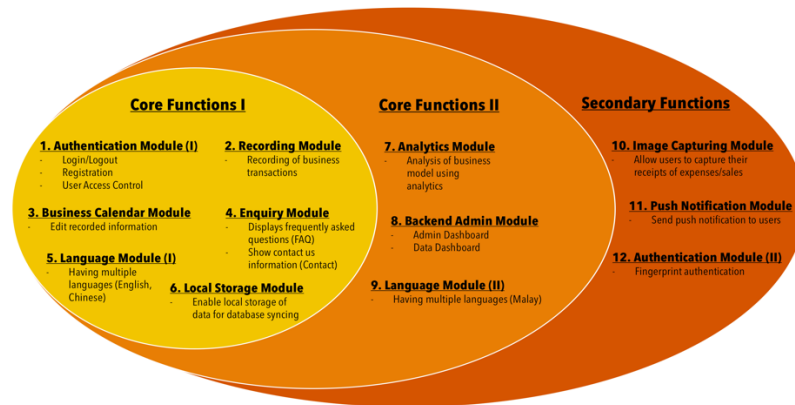 Core Functions I
1. Authentication Module (I)
- Login/Logout
- Registration
- User Access Control
2. Recording Module
- Recording of business
transactions
3. Business Calendar Module
- Edit recorded information
4. Enquiry Module
- Displays frequently asked
questions (FAQ)
- Show contact us
information (Contact)
5. Language Module (I)
- Having multiple
languages (English,
Chinese)
6. Local Storage Module
- Enable local storage of
data for database syncing
Core Functions II
7. Analytics Module
- Analysis of business
model using
analytics
8. Backend Admin Module
- Admin Dashboard
- Data Dashboard
9. Language Module (II)
- Having multiple languages (Malay)
Secondary Functions
10. Image Capturing Module
- Allow users to capture their
receipts of expenses/sales
11. Push Notification Module
- Send push notification to users
12. Authentication Module (II)
- Fingerprint authentication